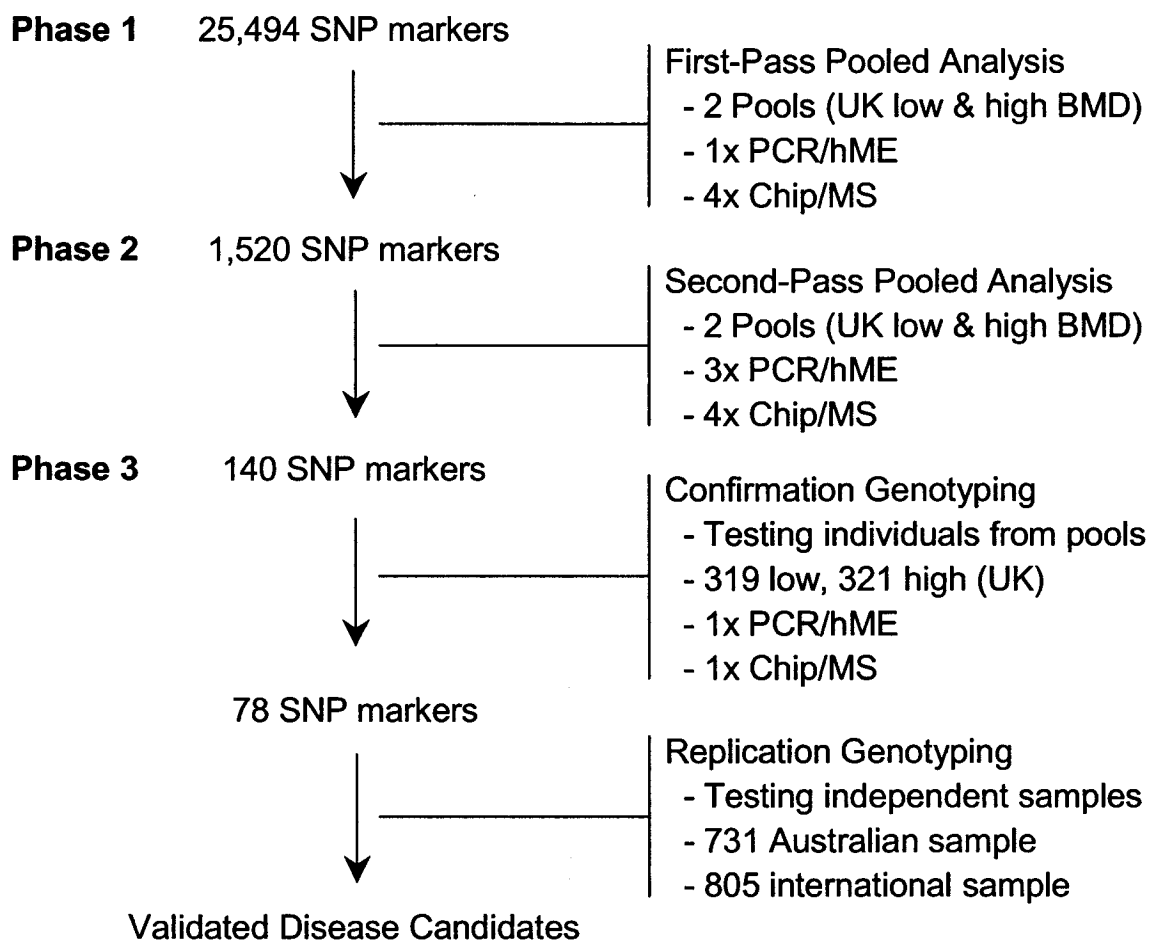 Phase 1 25,494 SNP markers
First-Pass Pooled Analysis
- 2 Pools (UK low & high BMD)
- 1x PCR/hME
- 4x Chip/MS
Phase 2 1,520 SNP markers
Second-Pass Pooled Analysis
- 2 Pools (UK low & high BMD)
- 3x PCR/hME
- 4x Chip/MS
Phase 3 140 SNP markers
Confirmation Genotyping
- Testing individuals from pools
- 319 low, 321 high (UK)
- 1x PCR/hME
- 1x Chip/MS
78 SNP markers
Replication Genotyping
- Testing independent samples
- 731 Australian sample
- 805 international sample
Validated Disease Candidates